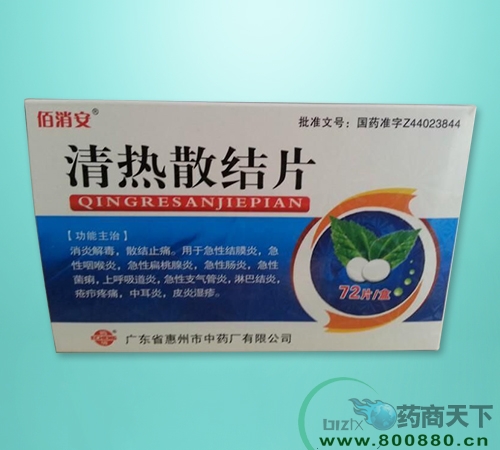 佰消安®
批准文号：国药准字Z44023844
清热散结片
QINGRESANJIEPIAN
【功能主治】
消炎解毒，散结止痛。用于急性结膜炎，急
性咽喉炎，急性扁桃腺炎，急性肠炎，急性
菌痢，上呼吸道炎，急性支气管炎，淋巴结炎，
疮疖疼痛，中耳炎，皮炎湿疹。
72片/盒
广东省惠州市中药厂有限公司
bizTx 药商天下
www.800880.cn